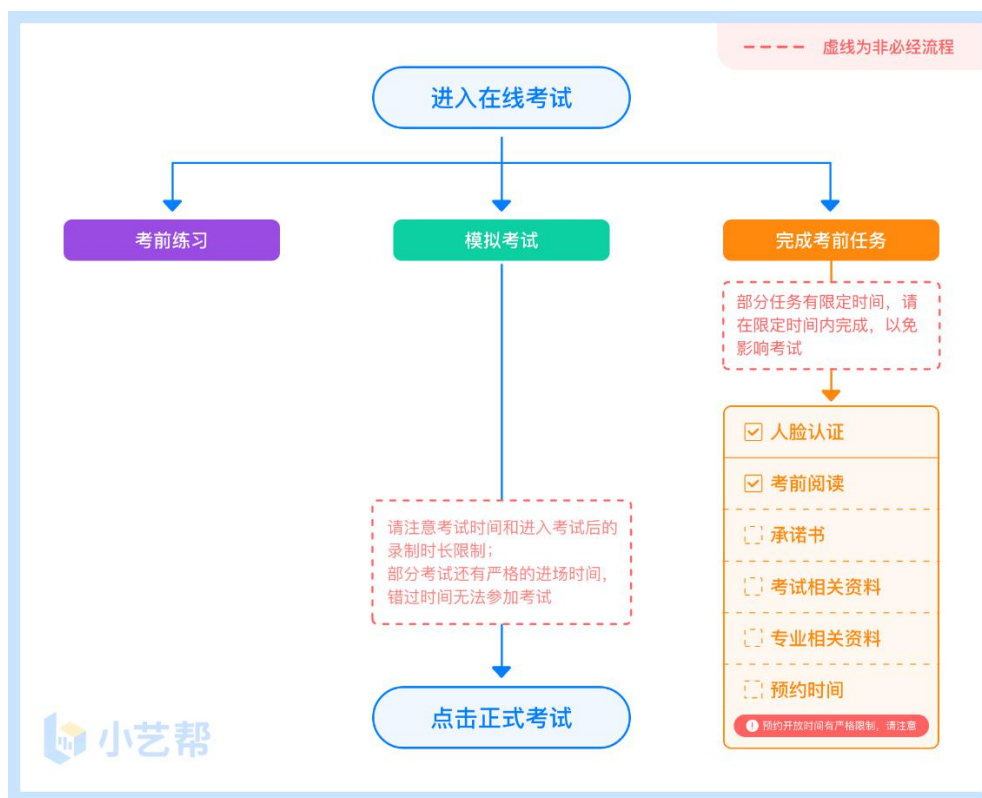 虚线为非必经流程
进入在线考试
考前练习
模拟考试
完成考前任务
部分任务有限定时间，请
在限定时间内完成，以免
影响考试
人脸认证
考前阅读
承诺书
考试相关资料
专业相关资料
预约时间
预约开放时间有严格限制，请注意
请注意考试时间和进入考试后的
录制时长限制；
部分考试还有严格的进场时间，
错过时间无法参加考试
点击正式考试
小艺帮